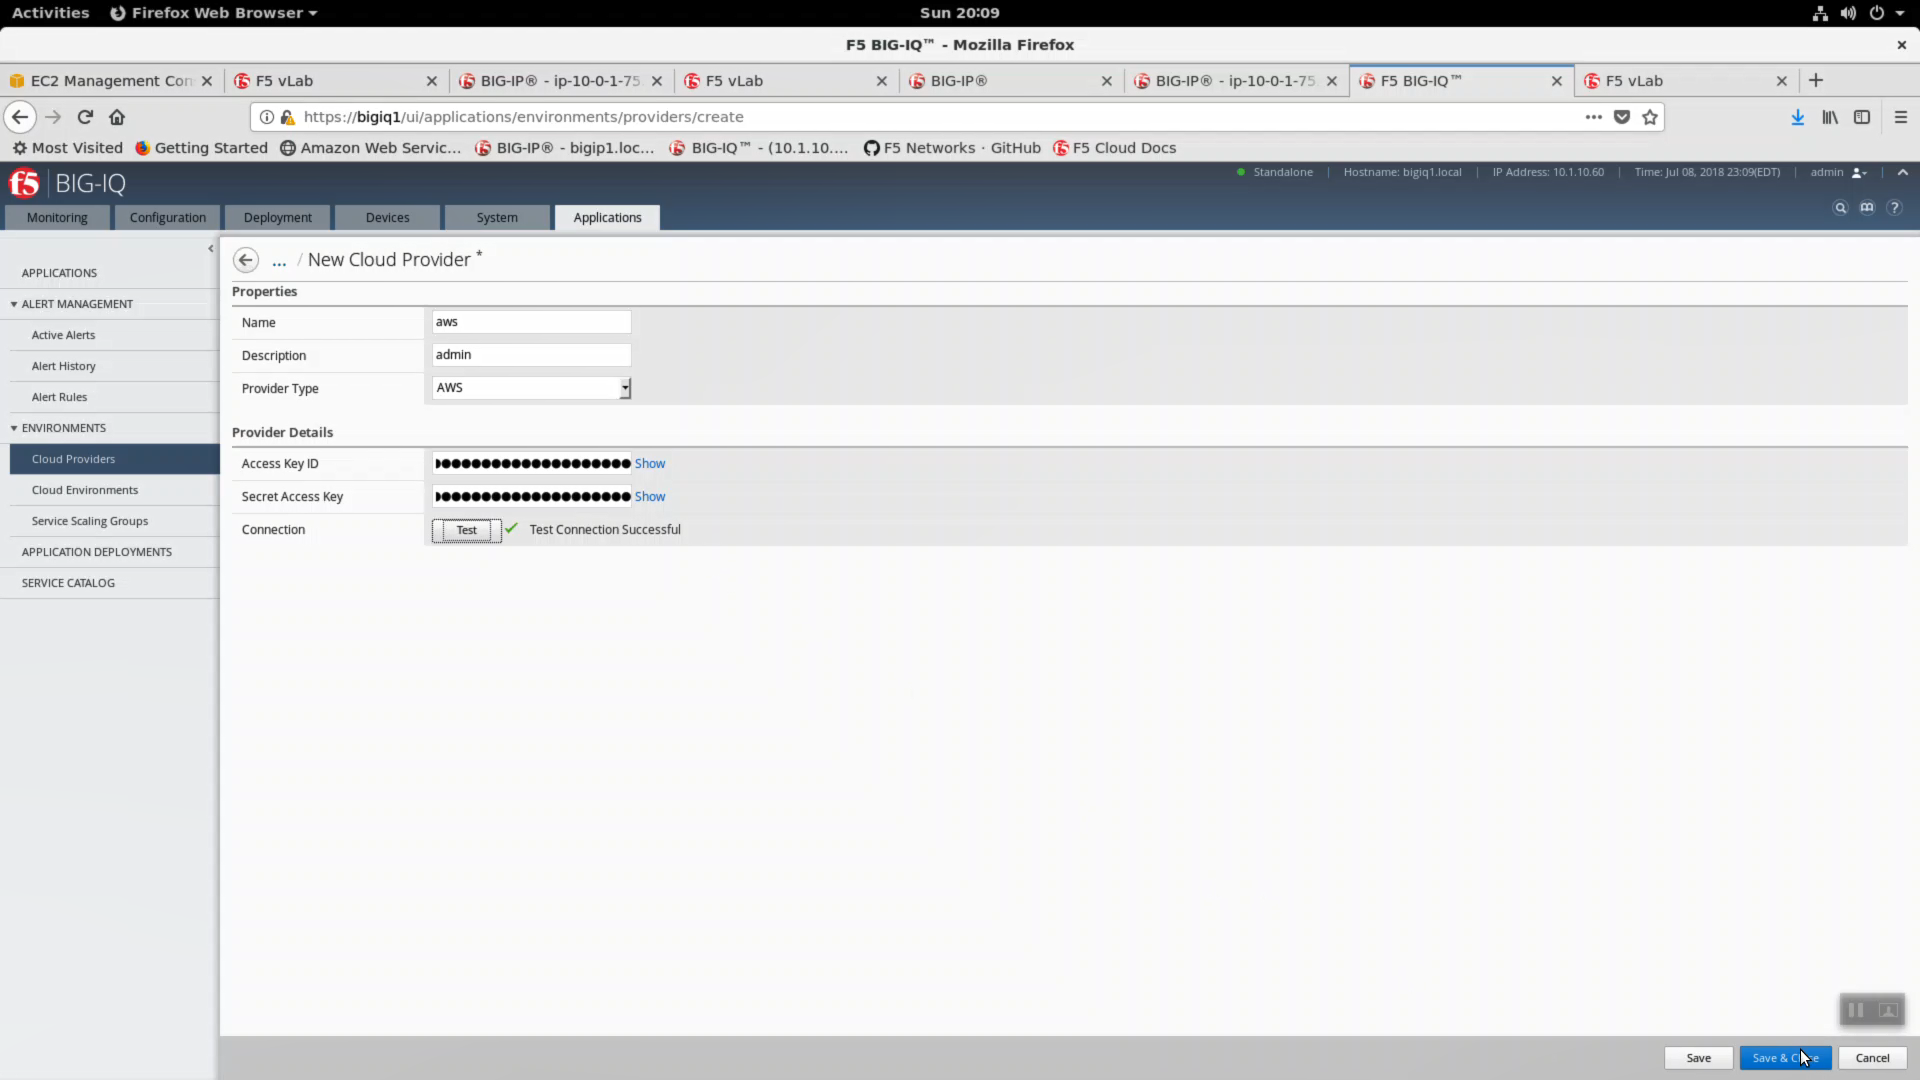 Activities Firefox Web Browser Sun 20:09
F5 BIG-IQ™ - Mozilla Firefox
EC2 Management Con F5 vLab BIG-IP® - ip-10-0-1-75 F5 vLab BIG-IP® BIG-IP® - ip-10-0-1-75 F5 BIG-IQ™ F5 vLab
https://bigiq1/ui/applications/environments/providers/create
Most Visited Getting Started Amazon Web Servic... BIG-IP® - bigip1.loc... BIG-IQ™ - (10.1.10.... F5 Networks · GitHub F5 Cloud Docs
f5 BIG-IQ Standalone Hostname: bigiq1.local IP Address: 10.1.10.60 Time: Jul 08, 2018 23:09(EDT) admin
Monitoring Configuration Deployment Devices System Applications
... / New Cloud Provider *
APPLICATIONS
ALERT MANAGEMENT
Active Alerts
Alert History
Alert Rules
ENVIRONMENTS
Cloud Providers
Cloud Environments
Service Scaling Groups
APPLICATION DEPLOYMENTS
SERVICE CATALOG
Properties
Name aws
Description admin
Provider Type AWS
Provider Details
Access Key ID ●●●●●●●●●●●●●●●●●●●● Show
Secret Access Key ●●●●●●●●●●●●●●●●●●●● Show
Connection Test Test Connection Successful
Save Save & Close Cancel